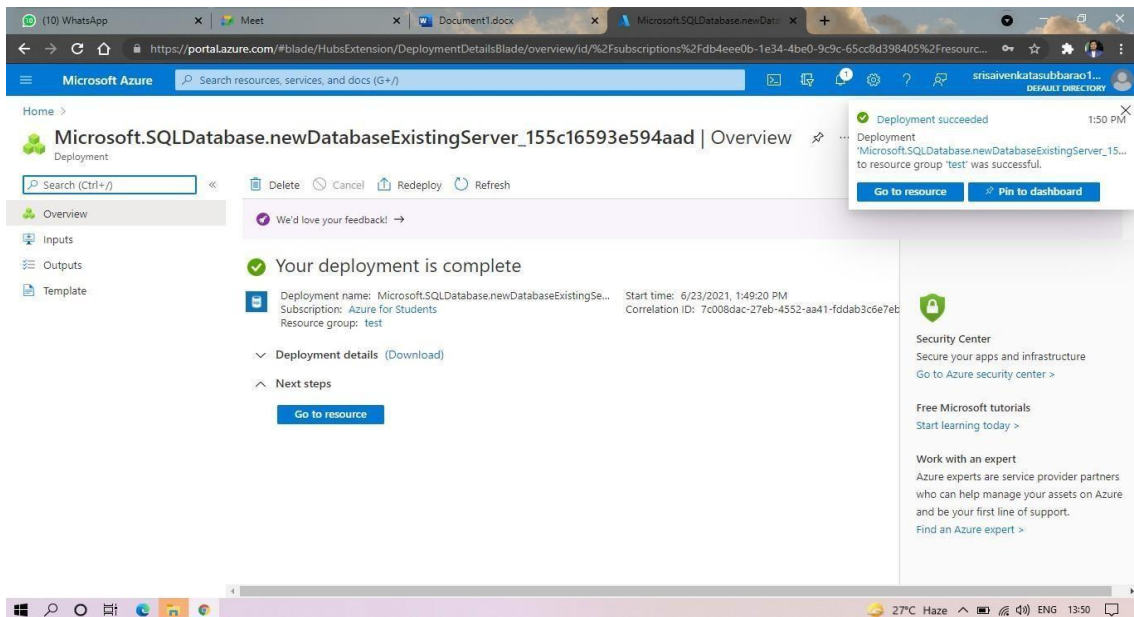 (10) WhatsApp
Meet
Document1.docx
Microsoft.SQLDatabase.newData
https://portal.azure.com/#blade/HubsExtension/DeploymentDetailsBlade/overview/id/%2Fsubscriptions%2Fdb4eee0b-1e34-4be0-9c9c-65cc8d398405%2Fresourc...
Microsoft Azure
Search resources, services, and docs (G+/)
1
srisaivenkatasubbarao1...
DEFAULT DIRECTORY
Home >
Microsoft.SQLDatabase.newDatabaseExistingServer_155c16593e594aad | Overview
Deployment
Deployment succeeded
1:50 PM
Deployment
'Microsoft.SQLDatabase.newDatabaseExistingServer_15...
to resource group 'test' was successful.
Go to resource
Pin to dashboard
Search (Ctrl+/)
Delete
Cancel
Redeploy
Refresh
Overview
Inputs
Outputs
Template
We'd love your feedback! →
Your deployment is complete
Deployment name: Microsoft.SQLDatabase.newDatabaseExistingSe...
Subscription: Azure for Students
Resource group: test
Start time: 6/23/2021, 1:49:20 PM
Correlation ID: 7c008dac-27eb-4552-aa41-fddab3c6e7eb
Deployment details (Download)
Next steps
Go to resource
Security Center
Secure your apps and infrastructure
Go to Azure security center >
Free Microsoft tutorials
Start learning today >
Work with an expert
Azure experts are service provider partners
who can help manage your assets on Azure
and be your first line of support.
Find an Azure expert >
27°C Haze
ENG
13:50